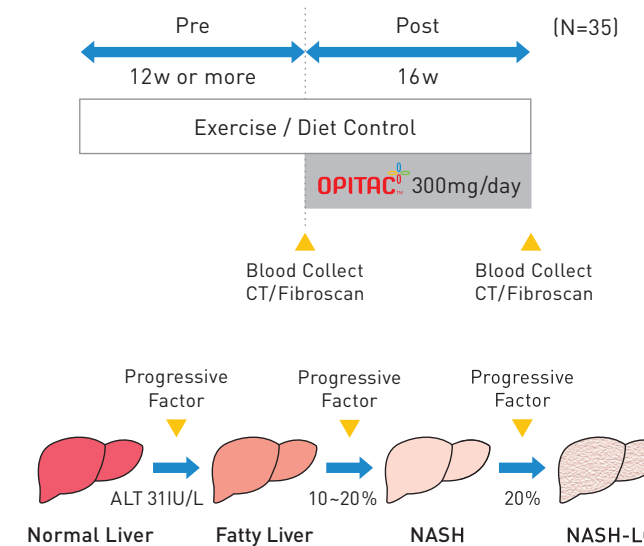 Pre
Post
(N=35)
12w or more
16w
Exercise / Diet Control
OPITAC™ 300mg/day
Blood Collect
CT/Fibroscan
Blood Collect
CT/Fibroscan
Progressive
Factor
Progressive
Factor
Progressive
Factor
ALT 31IU/L
10~20%
20%
Normal Liver
Fatty Liver
NASH